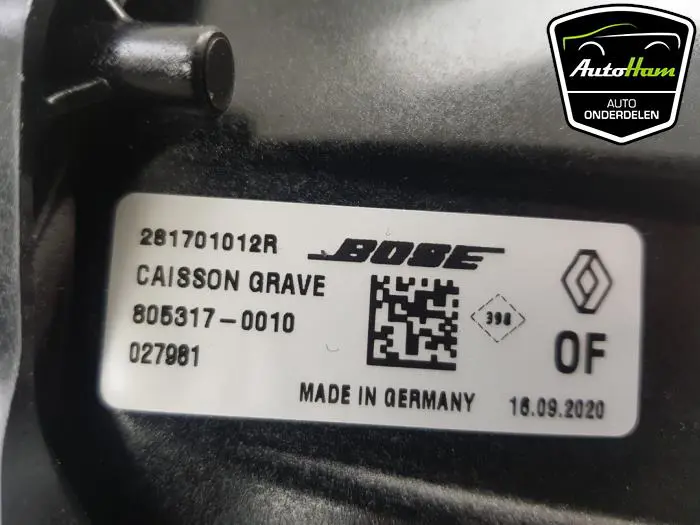 AutoHam
AUTO
ONDERDELEN
281701012R
BOSE
CAISSON GRAVE
805317-0010
398
027981
OF
MADE IN GERMANY
16.09.2020